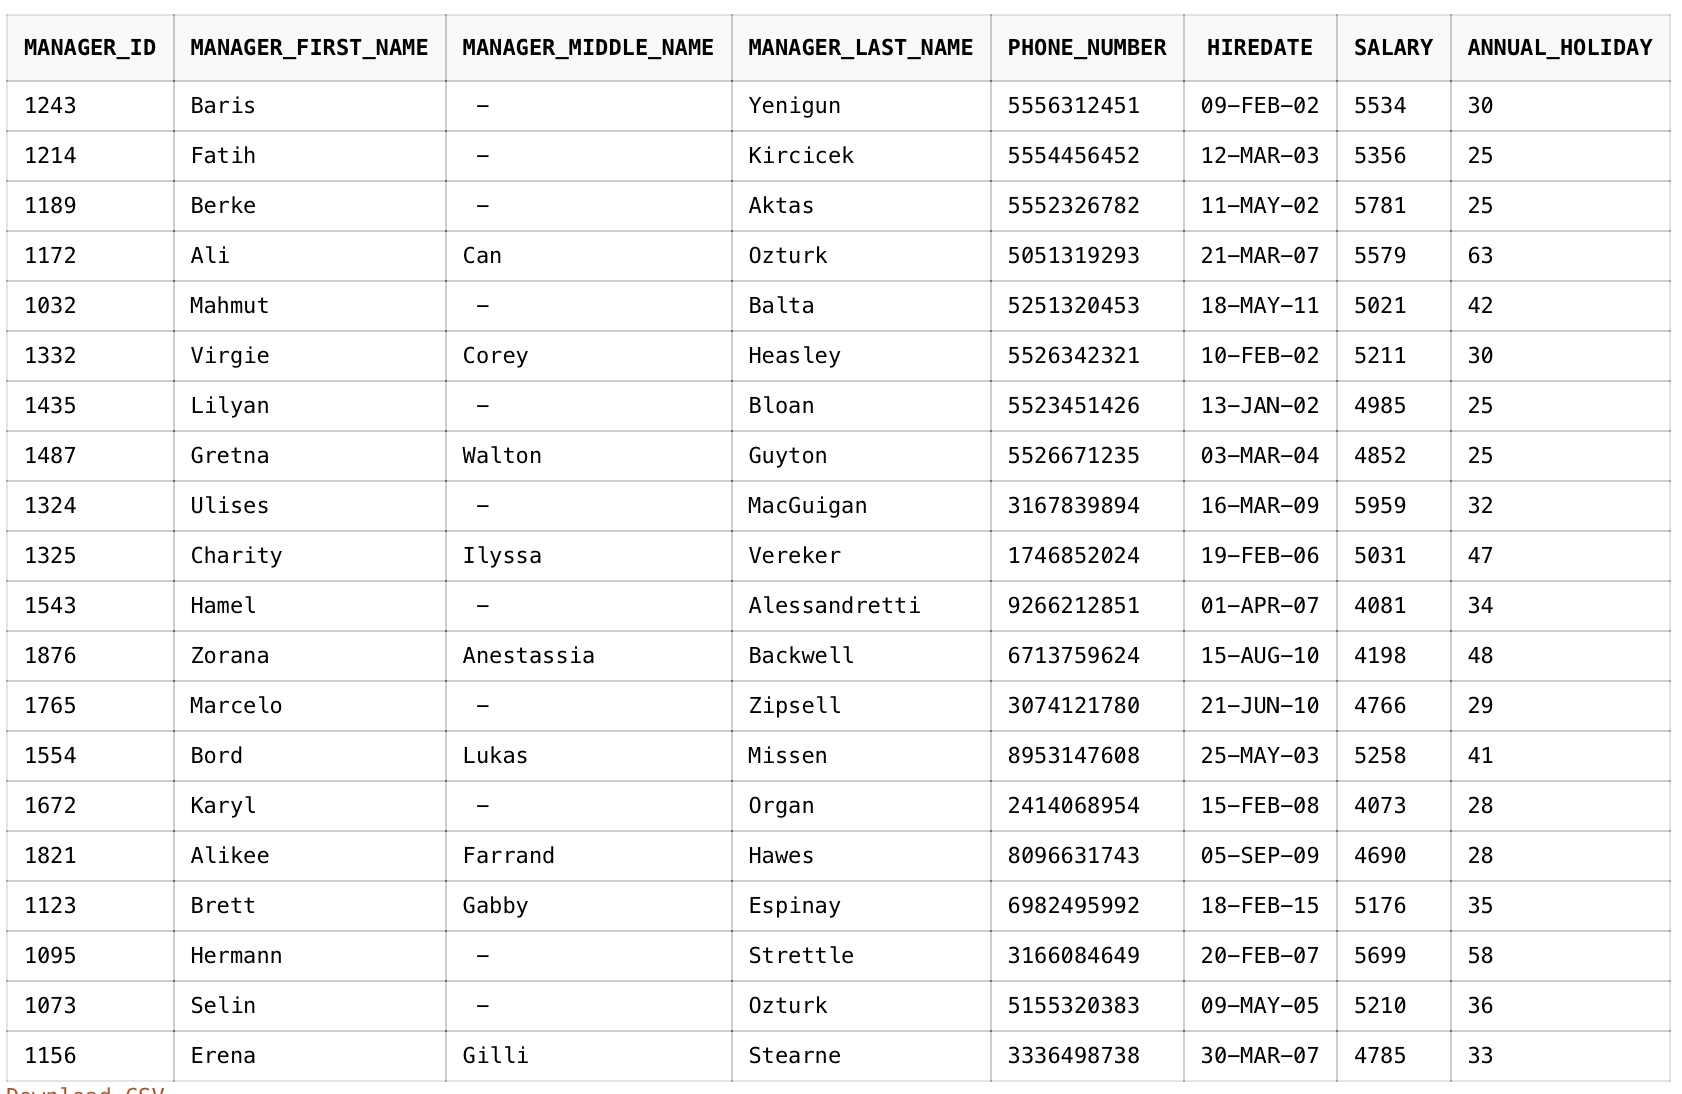 MANAGER_ID MANAGER_FIRST_NAME MANAGER_MIDDLE_NAME MANAGER_LAST_NAME PHONE_NUMBER HIREDATE SALARY ANNUAL_HOLIDAY
1243 Baris – Yenigun 5556312451 09-FEB-02 5534 30
1214 Fatih – Kircicek 5554456452 12-MAR-03 5356 25
1189 Berke – Aktas 5552326782 11-MAY-02 5781 25
1172 Ali Can Ozturk 5051319293 21-MAR-07 5579 63
1032 Mahmut – Balta 5251320453 18-MAY-11 5021 42
1332 Virgie Corey Heasley 5526342321 10-FEB-02 5211 30
1435 Lilyan – Bloan 5523451426 13-JAN-02 4985 25
1487 Gretna Walton Guyton 5526671235 03-MAR-04 4852 25
1324 Ulises – MacGuigan 3167839894 16-MAR-09 5959 32
1325 Charity Ilyssa Vereker 1746852024 19-FEB-06 5031 47
1543 Hamel – Alessandretti 9266212851 01-APR-07 4081 34
1876 Zorana Anestassia Backwell 6713759624 15-AUG-10 4198 48
1765 Marcelo – Zipsell 3074121780 21-JUN-10 4766 29
1554 Bord Lukas Missen 8953147608 25-MAY-03 5258 41
1672 Karyl – Organ 2414068954 15-FEB-08 4073 28
1821 Alikee Farrand Hawes 8096631743 05-SEP-09 4690 28
1123 Brett Gabby Espinay 6982495992 18-FEB-15 5176 35
1095 Hermann – Strettle 3166084649 20-FEB-07 5699 58
1073 Selin – Ozturk 5155320383 09-MAY-05 5210 36
1156 Erena Gilli Stearne 3336498738 30-MAR-07 4785 33
Download CSV